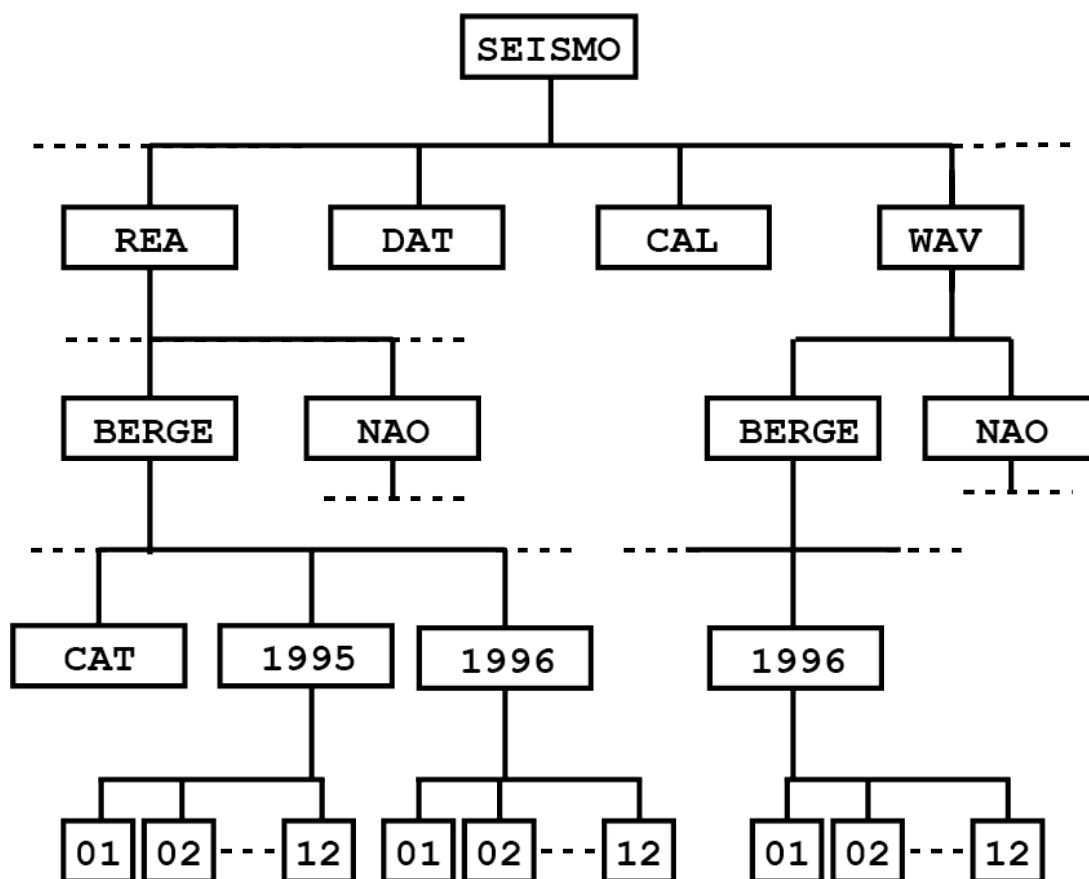 SEISMO
REA DAT CAL WAV
BERGE NAO BERGE NAO
CAT 1995 1996 1996
01 02 12 01 02 12 01 02 12